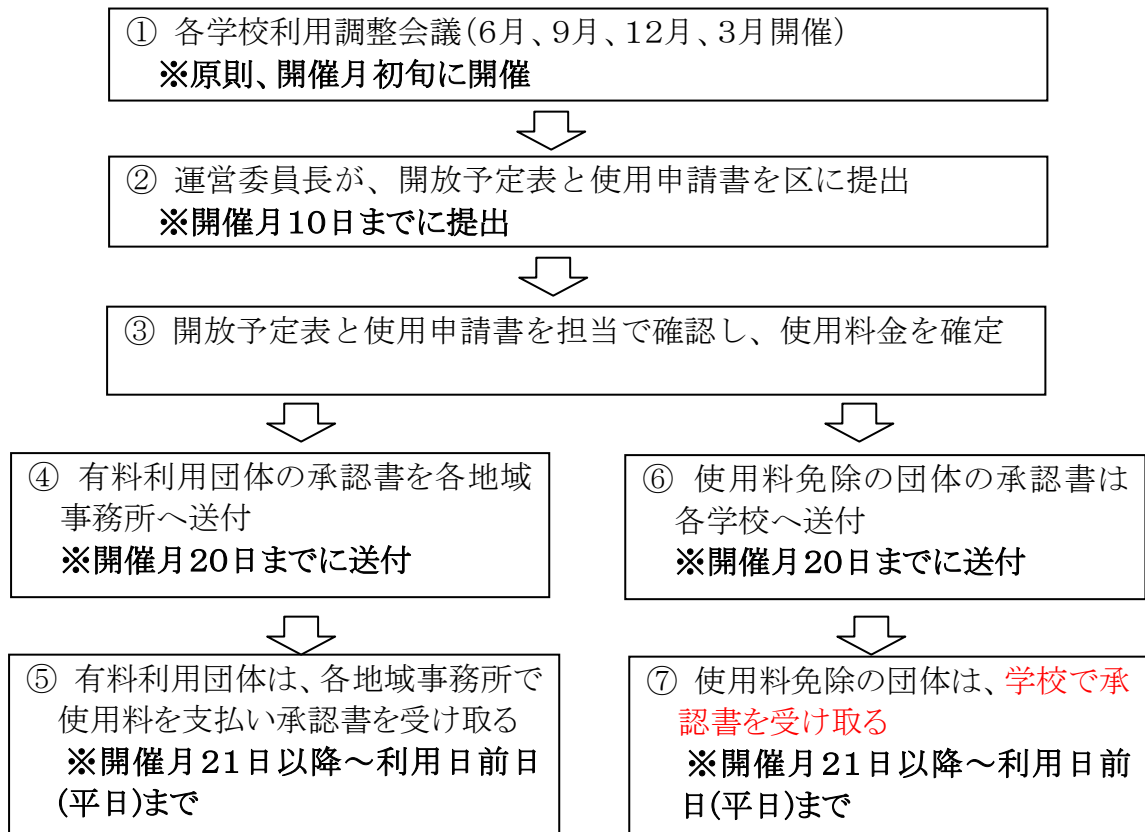 ① 各学校利用調整会議(6月、9月、12月、3月開催)
※原則、開催月初旬に開催
② 運営委員長が、開放予定表と使用申請書を区に提出
※開催月10日までに提出
③ 開放予定表と使用申請書を担当で確認し、使用料金を確定
④ 有料利用団体の承認書を各地域
事務所へ送付
※開催月20日までに送付
⑤ 有料利用団体は、各地域事務所で
使用料を支払い承認書を受け取る
※開催月21日以降～利用日前日
(平日)まで
⑥ 使用料免除の団体の承認書は
各学校へ送付
※開催月20日までに送付
⑦ 使用料免除の団体は、学校で承
認書を受け取る
※開催月21日以降～利用日前
日(平日)まで